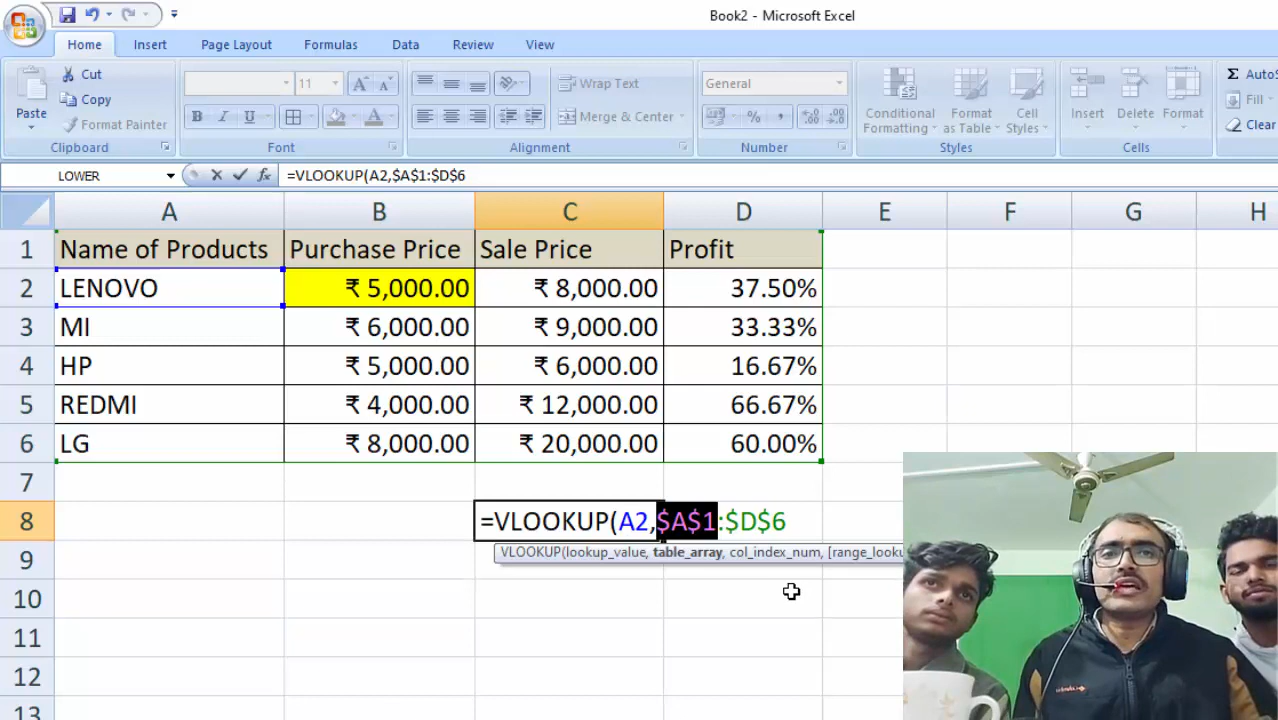 Book2 - Microsoft Excel
Home Insert Page Layout Formulas Data Review View
Cut
Copy
Format Painter
Paste
Clipboard
11
A A
B I U
A
Font
Wrap Text
Merge & Center
Alignment
General
%
,
Number
Conditional Formatting
Format as Table
Cell Styles
Styles
Insert Delete Format
Cells
Σ AutoS
Fill
Clear
LOWER
fx
=VLOOKUP(A2,$A$1:$D$6
A B C D E F G H
1 Name of Products Purchase Price Sale Price Profit
2 LENOVO ₹ 5,000.00 ₹ 8,000.00 37.50%
3 MI ₹ 6,000.00 ₹ 9,000.00 33.33%
4 HP ₹ 5,000.00 ₹ 6,000.00 16.67%
5 REDMI ₹ 4,000.00 ₹ 12,000.00 66.67%
6 LG ₹ 8,000.00 ₹ 20,000.00 60.00%
7
8 =VLOOKUP(A2,$A$1:$D$6
VLOOKUP(lookup_value, table_array, col_index_num, [range_looku
9
10
11
12
13